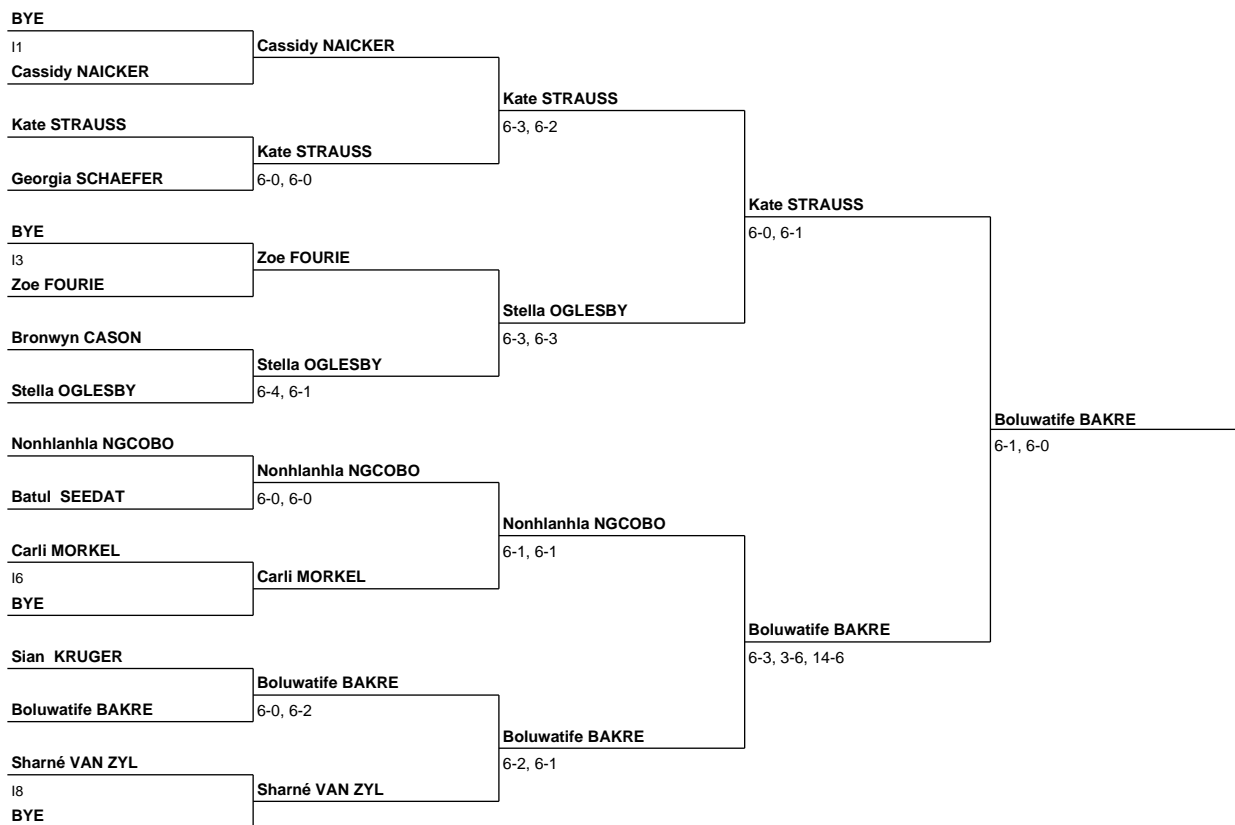 BYE
I1
Cassidy NAICKER
Cassidy NAICKER
Kate STRAUSS
Georgia SCHAEFER
Kate STRAUSS
6-0, 6-0
Kate STRAUSS
6-3, 6-2
BYE
I3
Zoe FOURIE
Zoe FOURIE
Bronwyn CASON
Stella OGLESBY
Stella OGLESBY
6-4, 6-1
Stella OGLESBY
6-3, 6-3
Kate STRAUSS
6-0, 6-1
Nonhlanhla NGCOBO
Batul SEEDAT
Nonhlanhla NGCOBO
6-0, 6-0
Carli MORKEL
I6
BYE
Carli MORKEL
Nonhlanhla NGCOBO
6-1, 6-1
Sian KRUGER
Boluwatife BAKRE
Boluwatife BAKRE
6-0, 6-2
Sharné VAN ZYL
I8
BYE
Sharné VAN ZYL
Boluwatife BAKRE
6-2, 6-1
Boluwatife BAKRE
6-3, 3-6, 14-6
Boluwatife BAKRE
6-1, 6-0